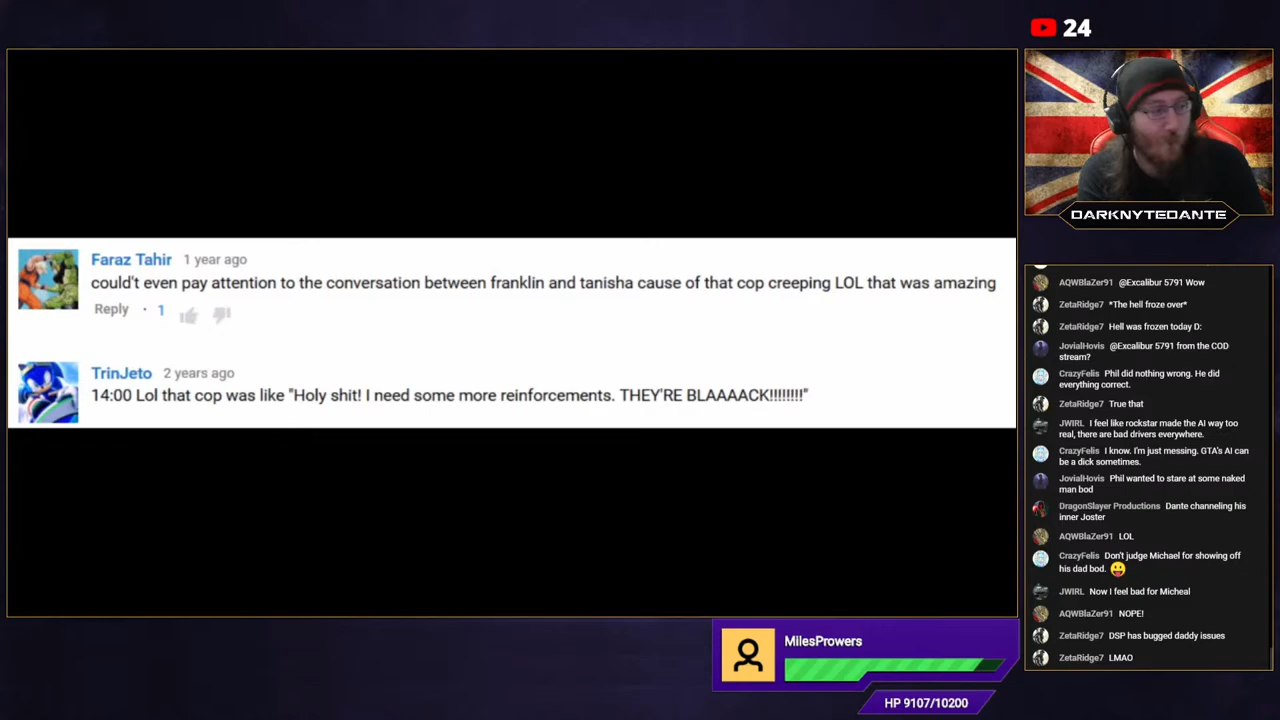 24
DARKNYTEDANTE
Faraz Tahir 1 year ago
could't even pay attention to the conversation between franklin and tanisha cause of that cop creeping LOL that was amazing
Reply · 1
TrinJeto 2 years ago
14:00 Lol that cop was like "Holy shit! I need some more reinforcements. THEY'RE BLAAAACK!!!!!!!!"
AQWBlaZer91 @Excalibur 5791 Wow
ZetaRidge7 *The hell froze over*
ZetaRidge7 Hell was frozen today D:
JovialHovis @Excalibur 5791 from the COD
stream?
CrazyFelis Phil did nothing wrong. He did
everything correct.
ZetaRidge7 True that
JWIRL I feel like rockstar made the AI way too
real, there are bad drivers everywhere.
CrazyFelis I know. I'm just messing. GTA's AI can
be a dick sometimes.
JovialHovis Phil wanted to stare at some naked
man bod
DragonSlayer Productions Dante channeling his
inner Joster
AQWBlaZer91 LOL
CrazyFelis Don't judge Michael for showing off
his dad bod.
JWIRL Now I feel bad for Micheal
AQWBlaZer91 NOPE!
ZetaRidge7 DSP has bugged daddy issues
ZetaRidge7 LMAO
MilesProwers
HP 9107/10200